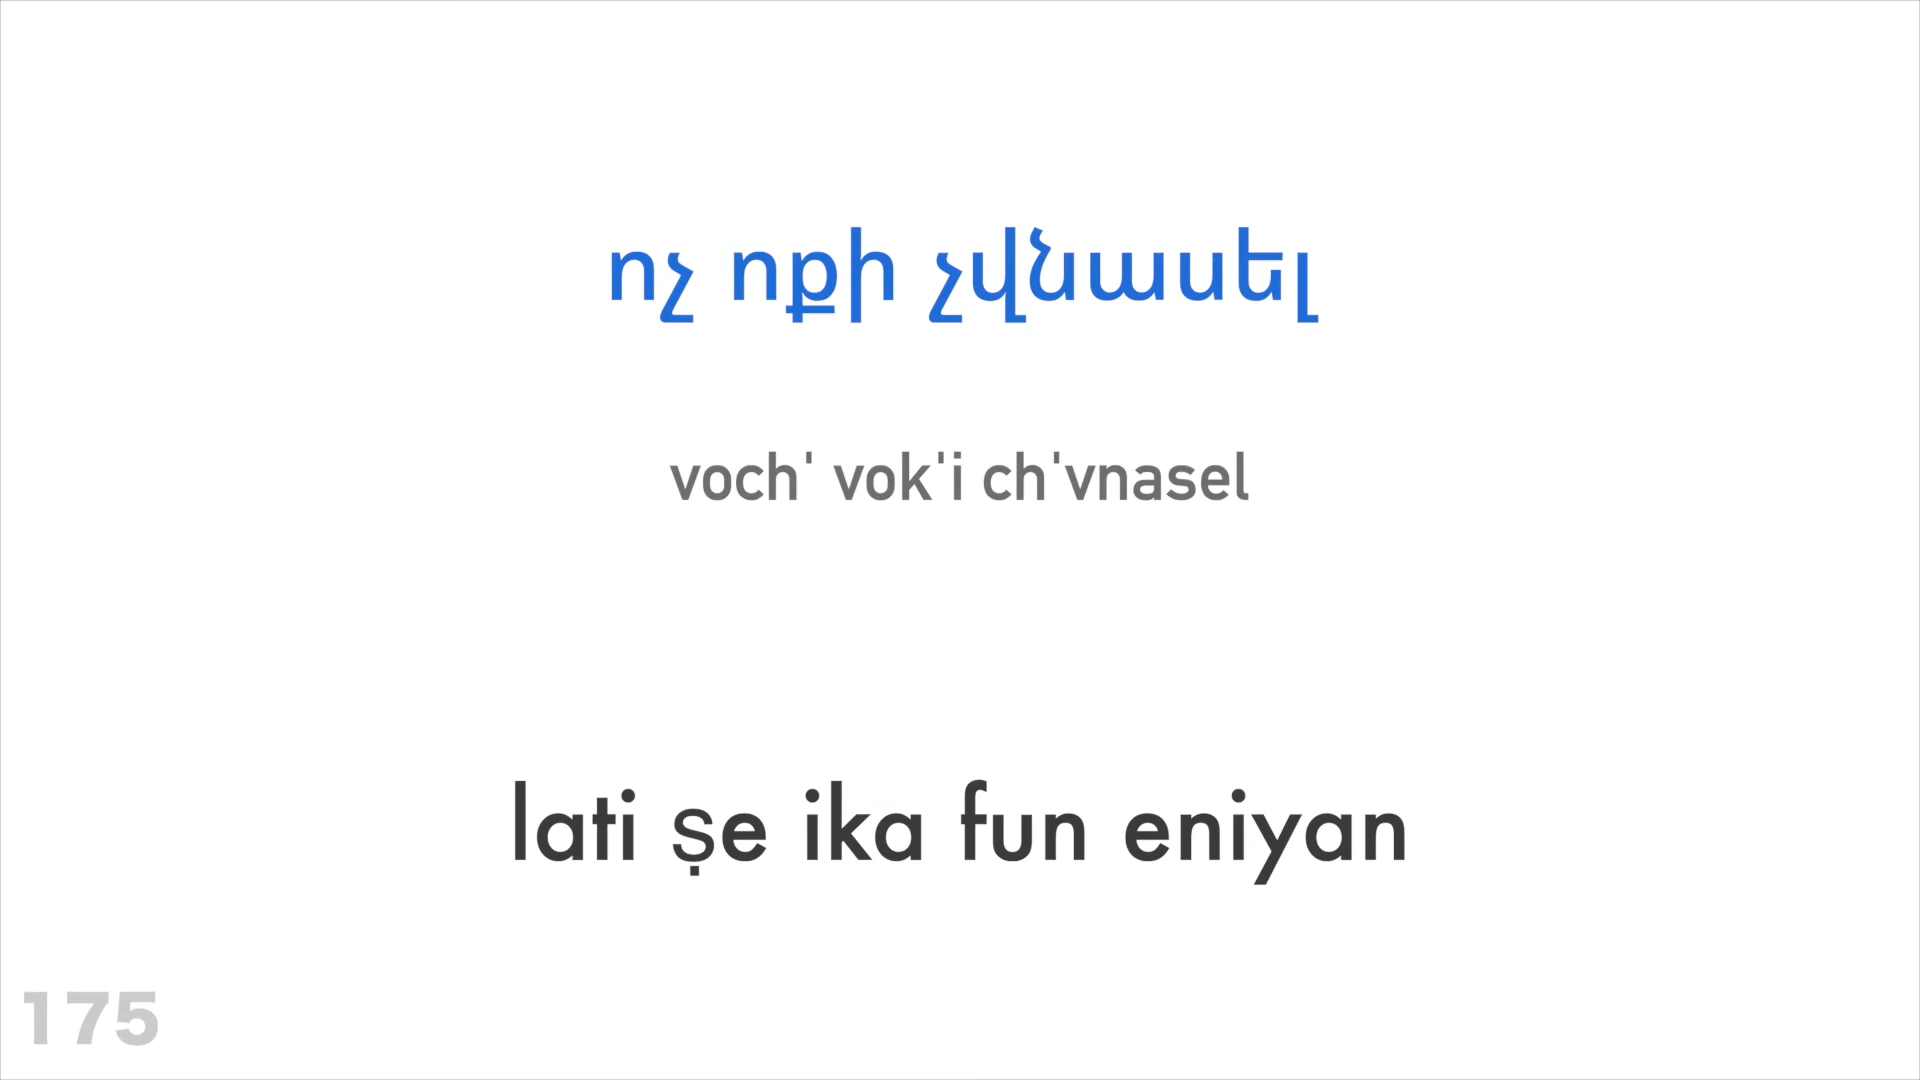 ոչ ոքի չվնասել
voch' vok'i ch'vnasel
lati ṣe ika fun eniyan
175